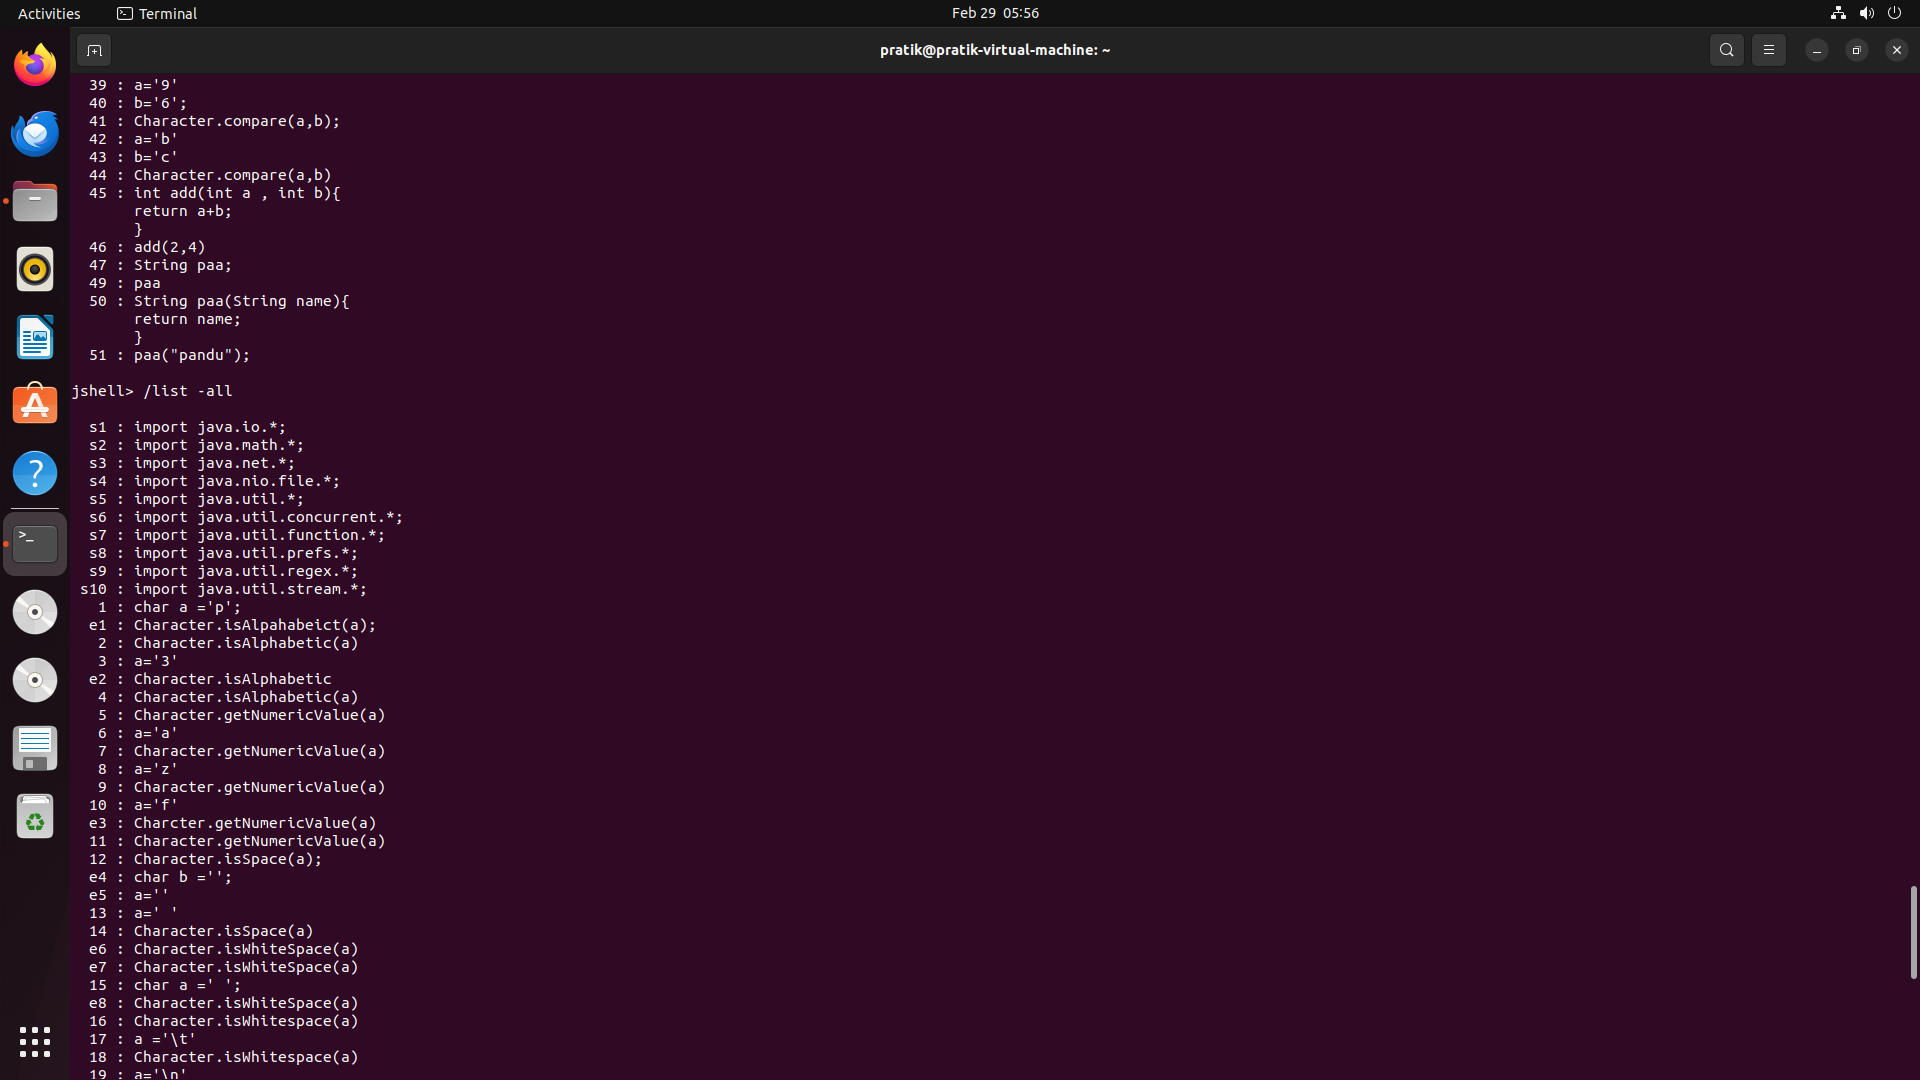 Activities
Terminal
Feb 29 05:56
pratik@pratik-virtual-machine: ~
39 : a='9'
40 : b='6';
41 : Character.compare(a,b);
42 : a='b'
43 : b='c'
44 : Character.compare(a,b)
45 : int add(int a , int b){
return a+b;
}
46 : add(2,4)
47 : String paa;
49 : paa
50 : String paa(String name){
return name;
}
51 : paa("pandu");
jshell> /list -all
s1 : import java.io.*;
s2 : import java.math.*;
s3 : import java.net.*;
s4 : import java.nio.file.*;
s5 : import java.util.*;
s6 : import java.util.concurrent.*;
s7 : import java.util.function.*;
s8 : import java.util.prefs.*;
s9 : import java.util.regex.*;
s10 : import java.util.stream.*;
1 : char a ='p';
e1 : Character.isAlpahabeict(a);
2 : Character.isAlphabetic(a)
3 : a='3'
e2 : Character.isAlphabetic
4 : Character.isAlphabetic(a)
5 : Character.getNumericValue(a)
6 : a='a'
7 : Character.getNumericValue(a)
8 : a='z'
9 : Character.getNumericValue(a)
10 : a='f'
e3 : Charcter.getNumericValue(a)
11 : Character.getNumericValue(a)
12 : Character.isSpace(a);
e4 : char b ='';
e5 : a=''
13 : a=' '
14 : Character.isSpace(a)
e6 : Character.isWhiteSpace(a)
e7 : Character.isWhiteSpace(a)
15 : char a =' ';
e8 : Character.isWhiteSpace(a)
16 : Character.isWhitespace(a)
17 : a ='\t'
18 : Character.isWhitespace(a)
19 : a='\n'